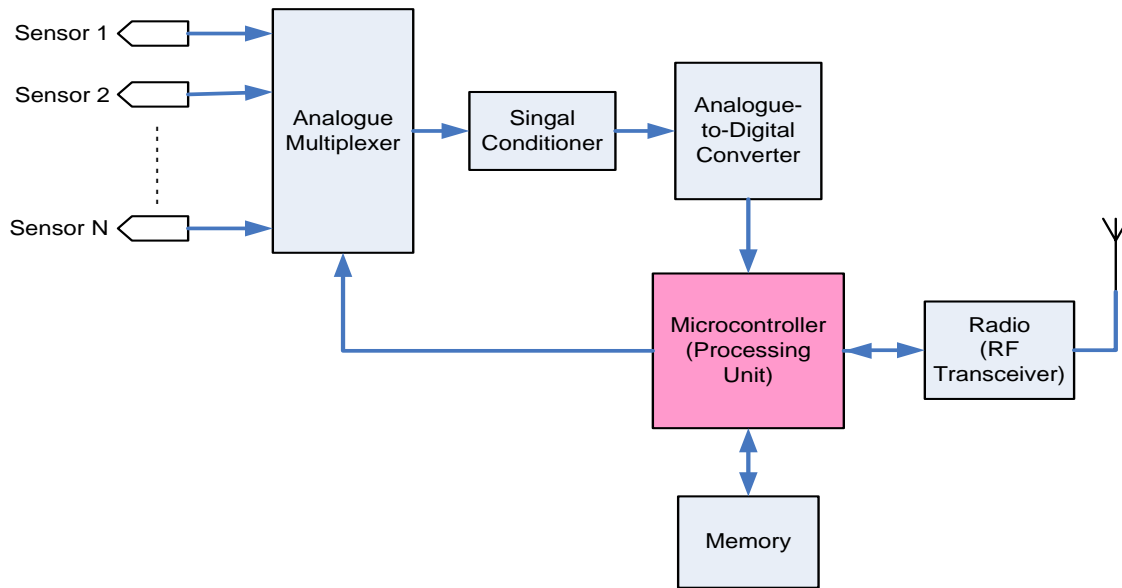 Sensor 1
Sensor 2
Sensor N
Analogue
Multiplexer
Singal
Conditioner
Analogue-
to-Digital
Converter
Microcontroller
(Processing
Unit)
Radio
(RF
Transceiver)
Memory